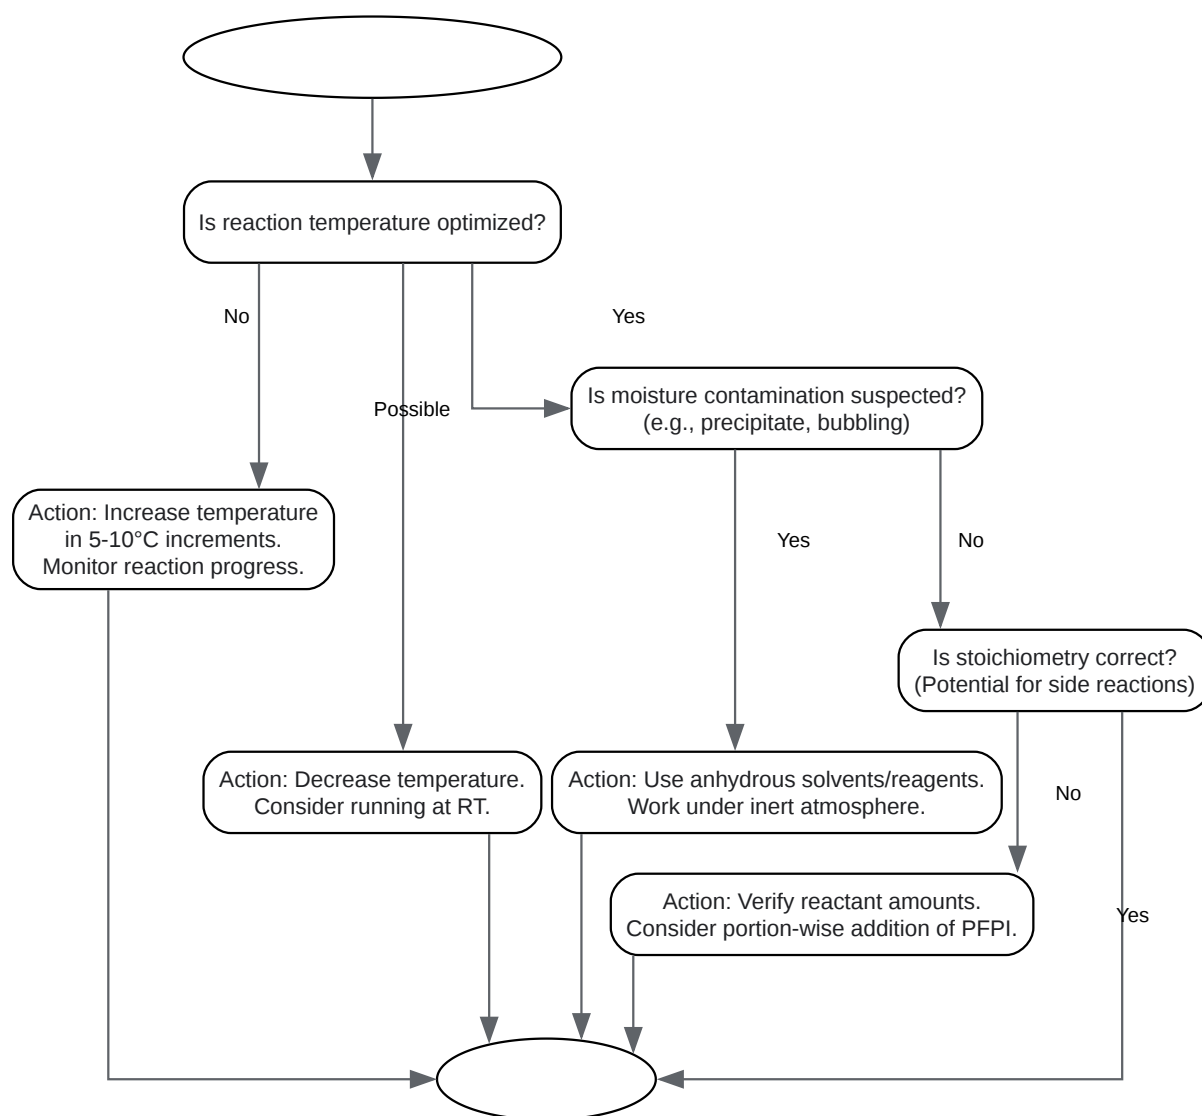 Is reaction temperature optimized?
No
Yes
Is moisture contamination suspected?
(e.g., precipitate, bubbling)
Possible
Action: Increase temperature
in 5-10°C increments.
Monitor reaction progress.
Yes
No
Is stoichiometry correct?
(Potential for side reactions)
Action: Decrease temperature.
Consider running at RT.
Action: Use anhydrous solvents/reagents.
Work under inert atmosphere.
No
Action: Verify reactant amounts.
Consider portion-wise addition of PFPI.
Yes